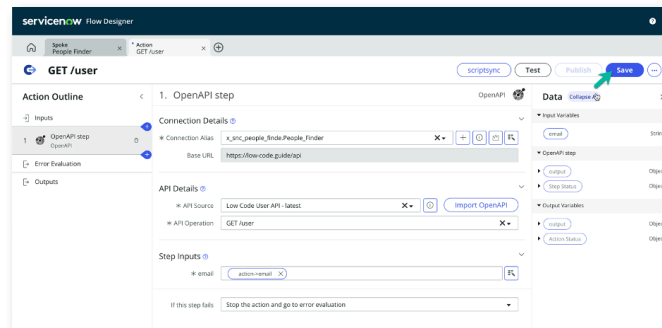 servicenow Flow Designer
Spoke
People Finder
* Action
GET /user
GET /user
scriptsync
Test
Publish
Save
Action Outline
Inputs
1 OpenAPI step
OpenAPI
Error Evaluation
Outputs
1. OpenAPI step
OpenAPI
Connection Details
* Connection Alias x_snc_people_finde.People_Finder
Base URL https://low-code.guide/api
API Details
* API Source Low Code User API - latest
Import OpenAPI
* API Operation GET /user
Step Inputs
* email action>email X
If this step fails Stop the action and go to error evaluation
Data Collapse
Input Variables
email
OpenAPI step
output
Step Status
Output Variables
output
Action Status